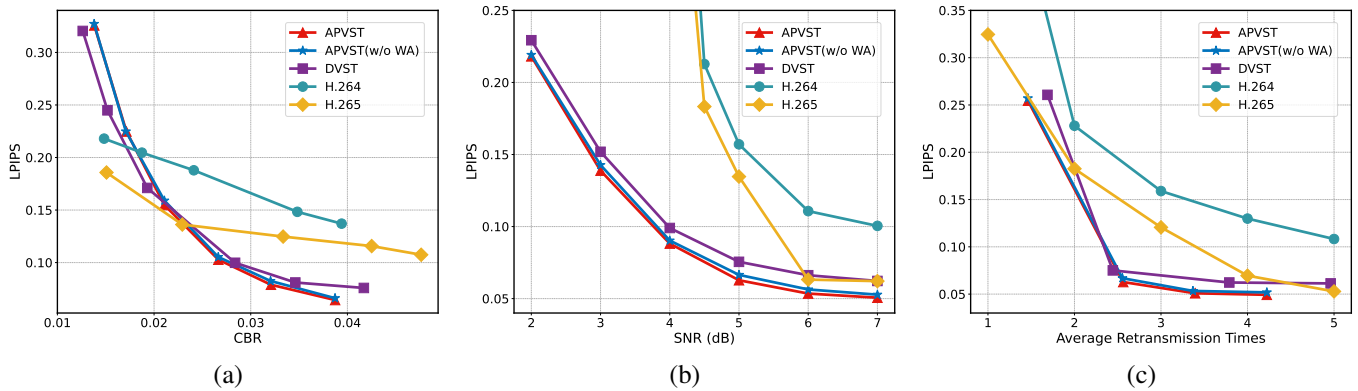 0.30
0.25
0.20
0.15
0.10
LPIPS
0.01
0.02
0.03
0.04
CBR
APVST
APVST(w/o WA)
DVST
H.264
H.265
(a)
0.25
0.20
0.15
0.10
0.05
LPIPS
2
3
4
5
6
7
SNR (dB)
APVST
APVST(w/o WA)
DVST
H.264
H.265
(b)
0.35
0.30
0.25
0.20
0.15
0.10
0.05
LPIPS
1
2
3
4
5
Average Retransmission Times
APVST
APVST(w/o WA)
DVST
H.264
H.265
(c)